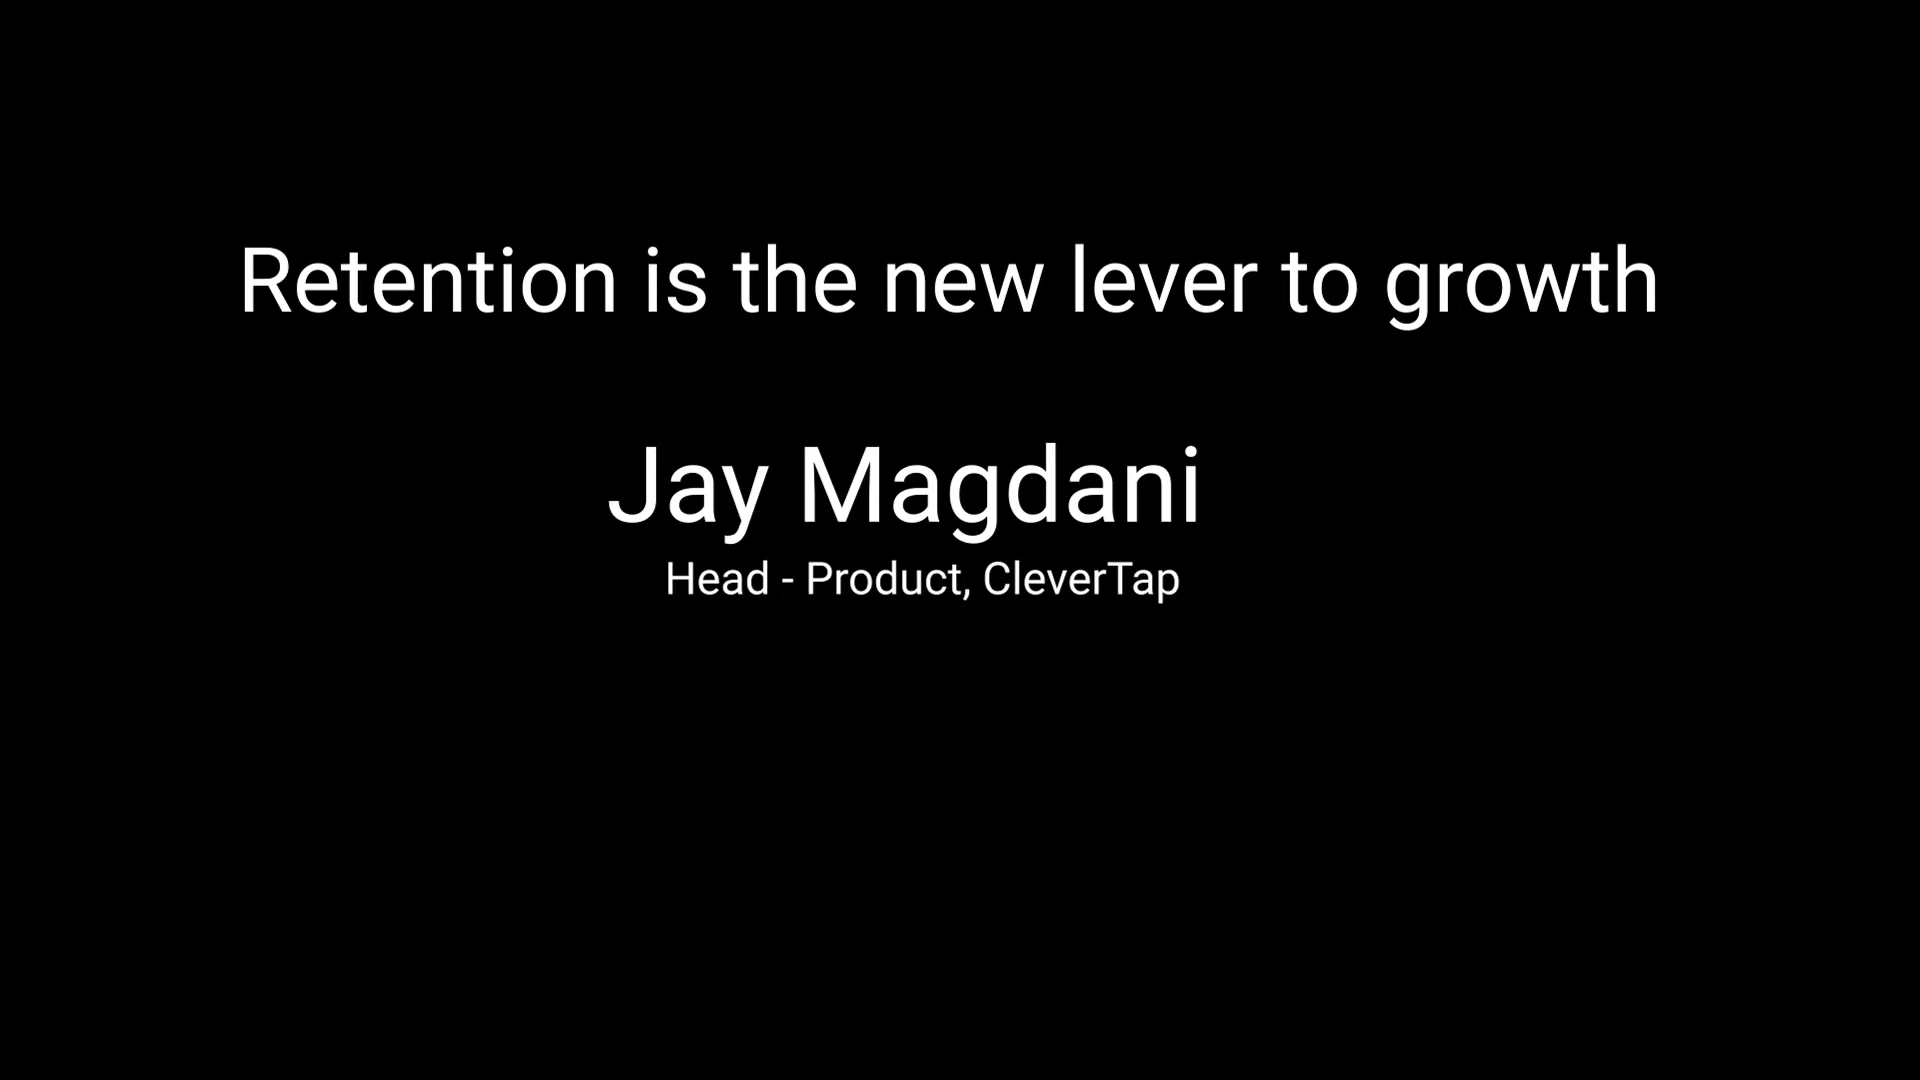 Retention is the new lever to growth
Jay Magdani
Head - Product, CleverTap